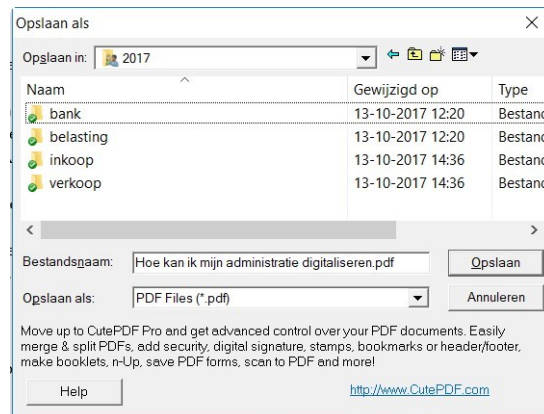 Opslaan als
Opslaan in: 2017
Naam Gewijzigd op Type
bank 13-10-2017 12:20 Bestand
belasting 13-10-2017 12:20 Bestand
inkoop 13-10-2017 14:36 Bestand
verkoop 13-10-2017 14:36 Bestand
Bestandsnaam: Hoe kan ik mijn administratie digitaliseren.pdf Opslaan
Opslaan als: PDF Files (*.pdf) Annuleren
Move up to CutePDF Pro and get advanced control over your PDF documents. Easily
merge & split PDFs, add security, digital signature, stamps, bookmarks or header/footer,
make booklets, n-Up, save PDF forms, scan to PDF and more!
Help http://www.CutePDF.com